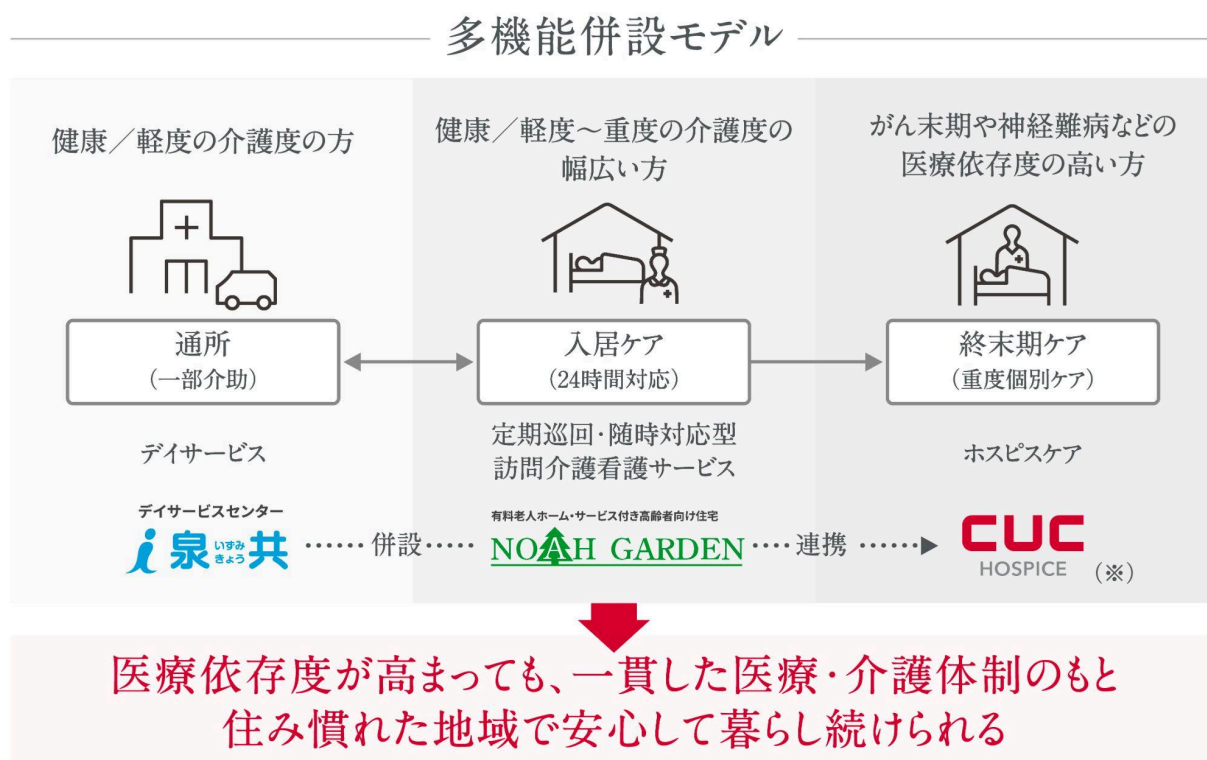 多機能併設モデル
健康／軽度の介護度の方
健康／軽度～重度の介護度の
幅広い方
がん末期や神経難病などの
医療依存度の高い方
通所
（一部介助）
入居ケア
（24時間対応）
終末期ケア
（重度個別ケア）
デイサービス
定期巡回・随時対応型
訪問介護看護サービス
ホスピスケア
デイサービスセンター
i 泉いずみ共きょう
併設
有料老人ホーム・サービス付き高齢者向け住宅
NOAH GARDEN
連携
CUC
HOSPICE
（※）
医療依存度が高まっても、一貫した医療・介護体制のもと
住み慣れた地域で安心して暮らし続けられる